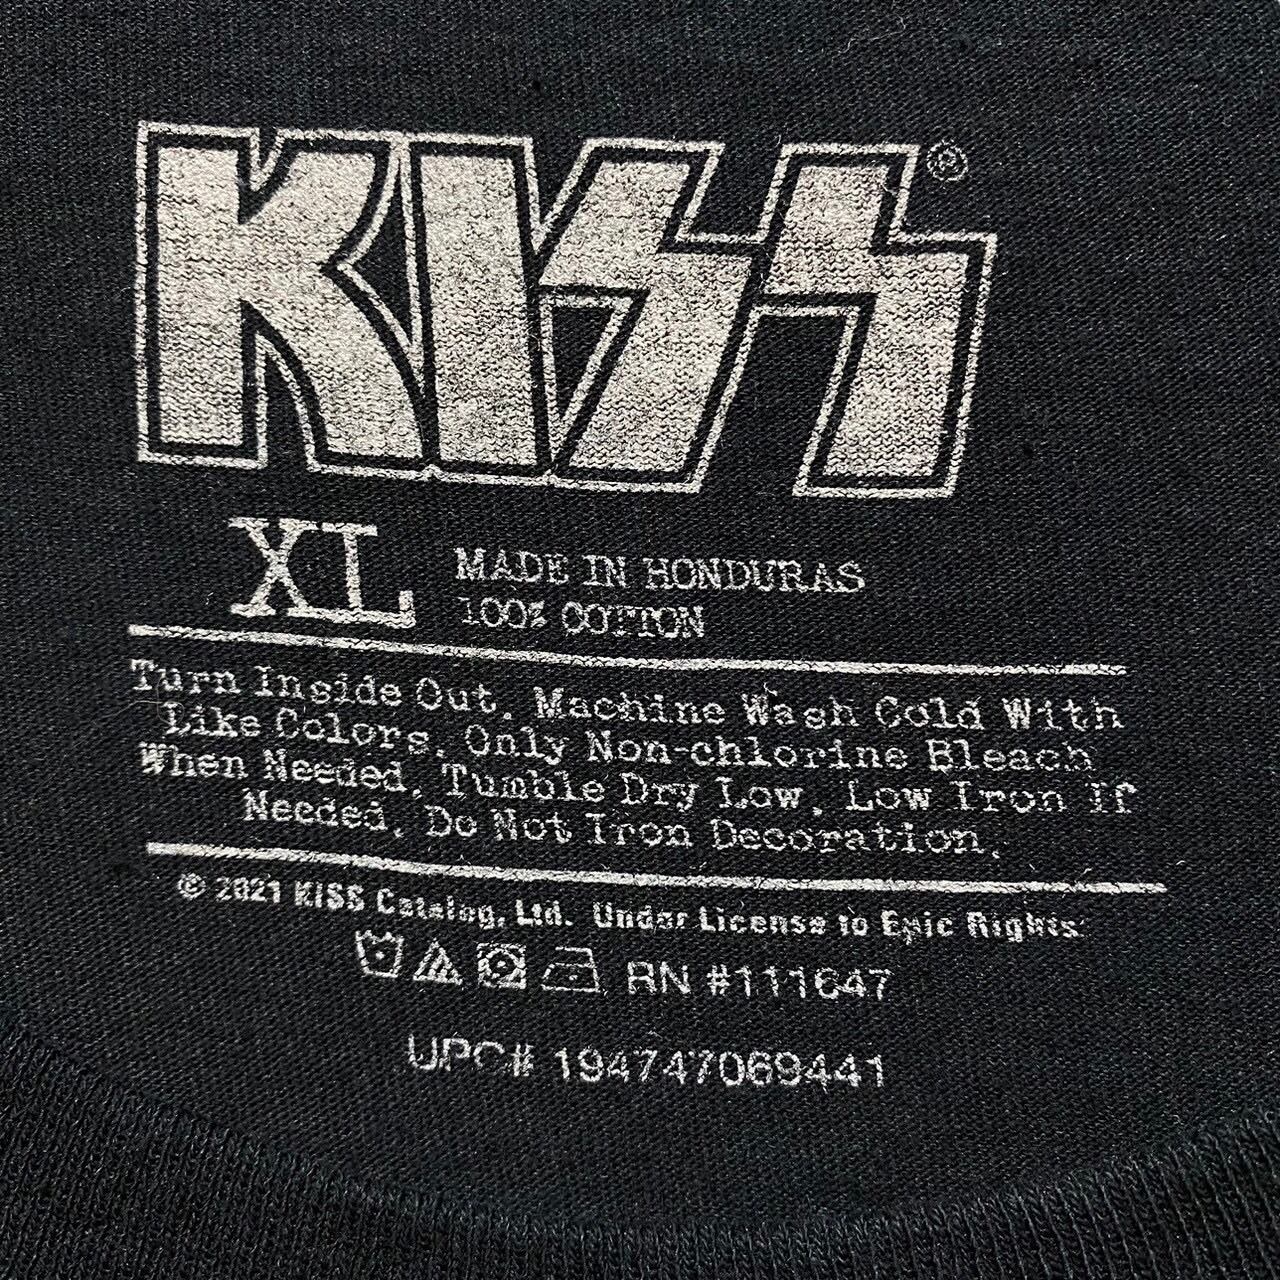 KISS®
XL
MADE IN HONDURAS
100% COTTON
Turn Inside Out. Machine Wash Cold With
Like Colors. Only Non-chlorine Bleach
When Needed. Tumble Dry Low. Low Iron If
Needed. Do Not Iron Decoration.
© 2021 KISS Catalog, Ltd. Under License to Epic Rights.
RN #111647
UPC# 194747069441